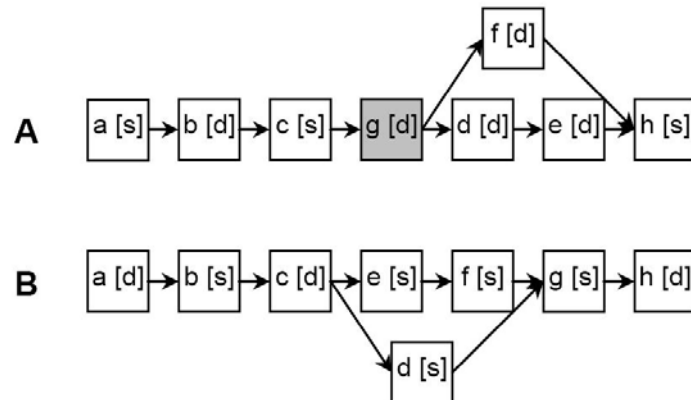 f [d]
A a [s] b [d] c [s] g [d] d [d] e [d] h [s]
B a [d] b [s] c [d] e [s] f [s] g [s] h [d]
d [s]